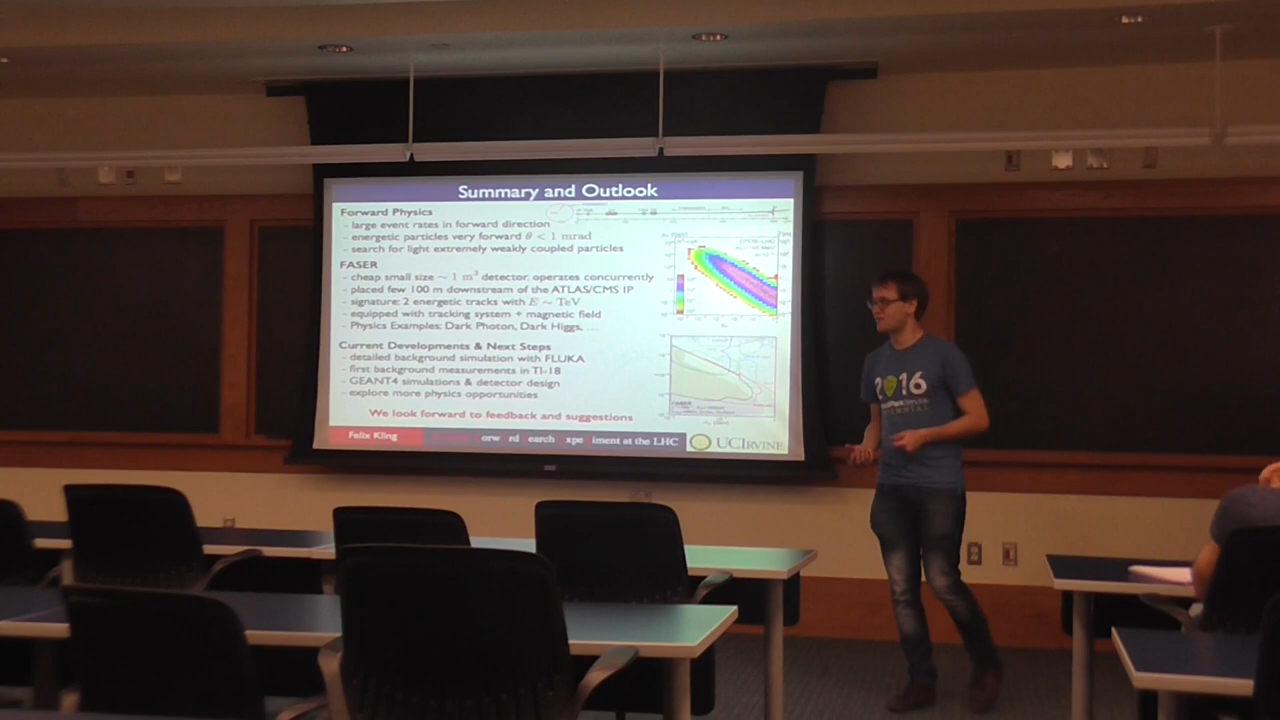 Summary and Outlook
Forward Physics
- large event rates in forward direction
- energetic particles very forward θ < 1 mrad
- search for light extremely weakly coupled particles
FASER
- cheap small size ~ 1 m³ detector, operates concurrently
- placed few 100 m downstream of the ATLAS/CMS IP
- signature: 2 energetic tracks with E ~ TeV
- equipped with tracking system + magnetic field
- Physics Examples: Dark Photon, Dark Higgs, ...
Current Developments & Next Steps
- detailed background simulation with FLUKA
- first background measurements in TI-18
- GEANT4 simulations & detector design
- explore more physics opportunities
We look forward to feedback and suggestions
Felix Kling
orw rd earch xpe iment at the LHC
UCIRVINE
2016